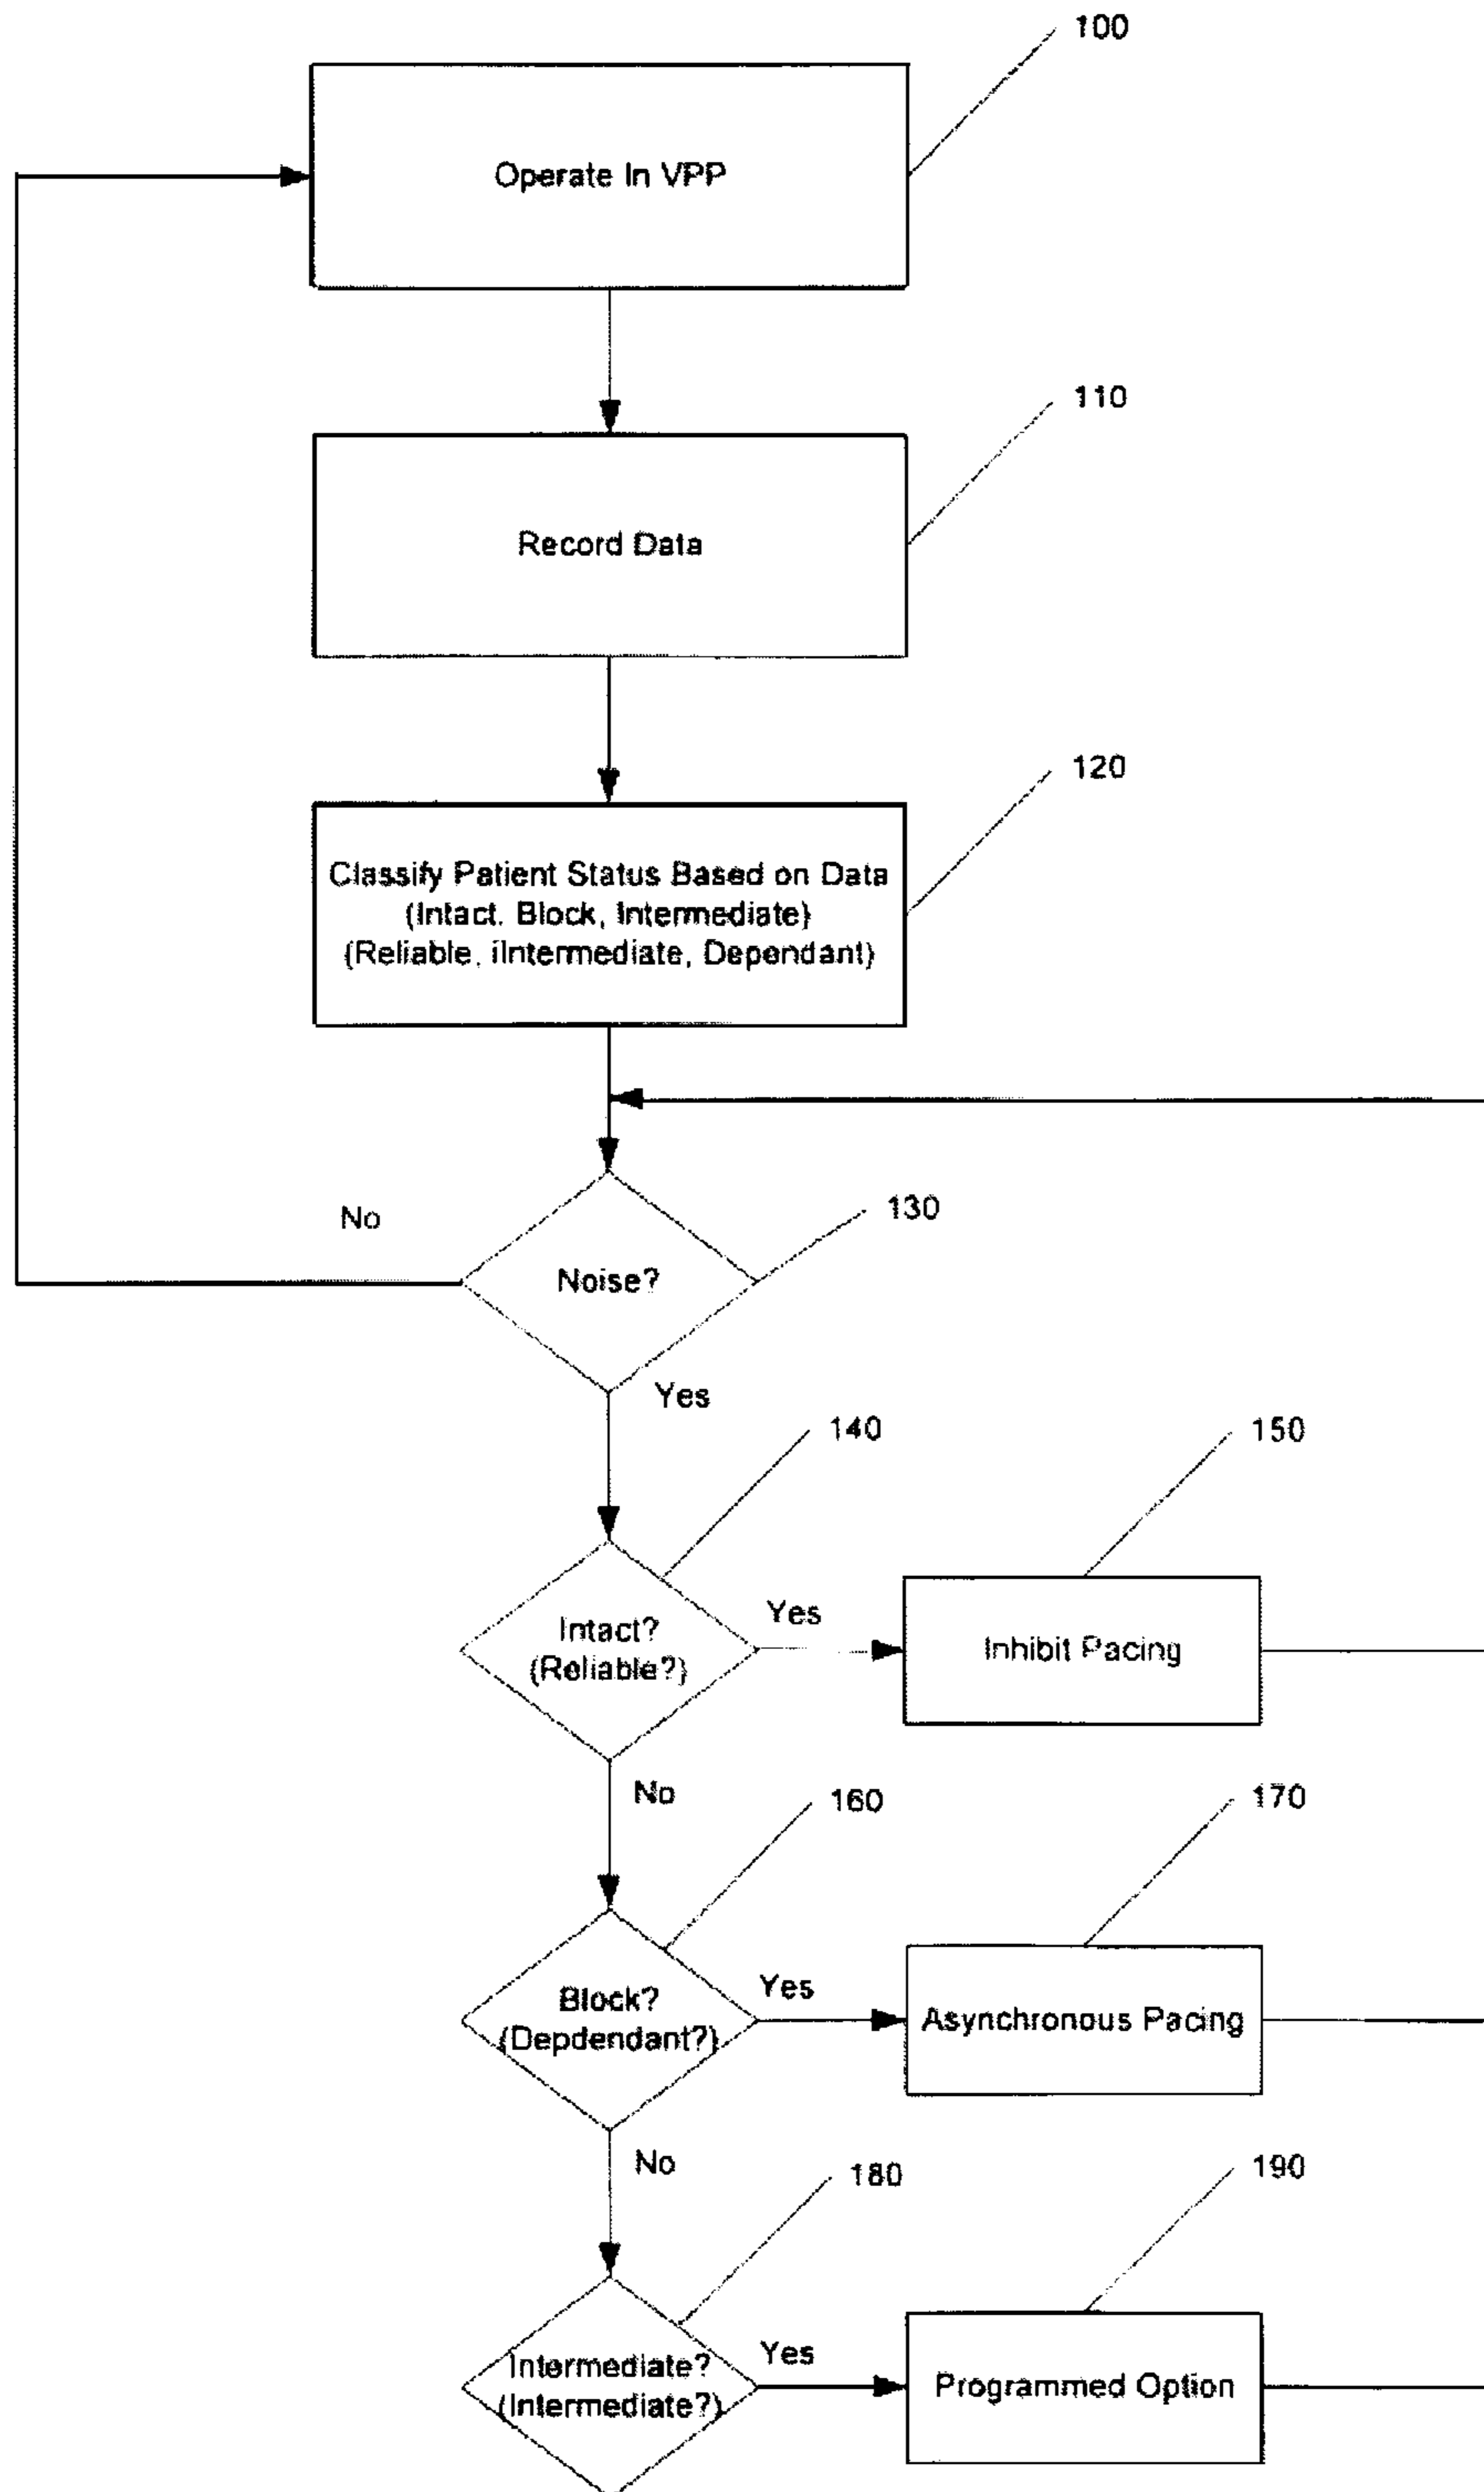 100
Operate In VPP
110
Record Data
120
Classify Patient Status Based on Data
(Intact. Block, Intermediate)
(Reliable, iIntermediate, Dependant)
No
130
Noise?
Yes
140
150
Intact?
(Reliable?)
Yes
Inhibit Pacing
No
160
170
Block?
(Depdendant?)
Yes
Asynchronous Pacing
No
180
190
Intermediate?
(Intermediate?)
Yes
Programmed Option